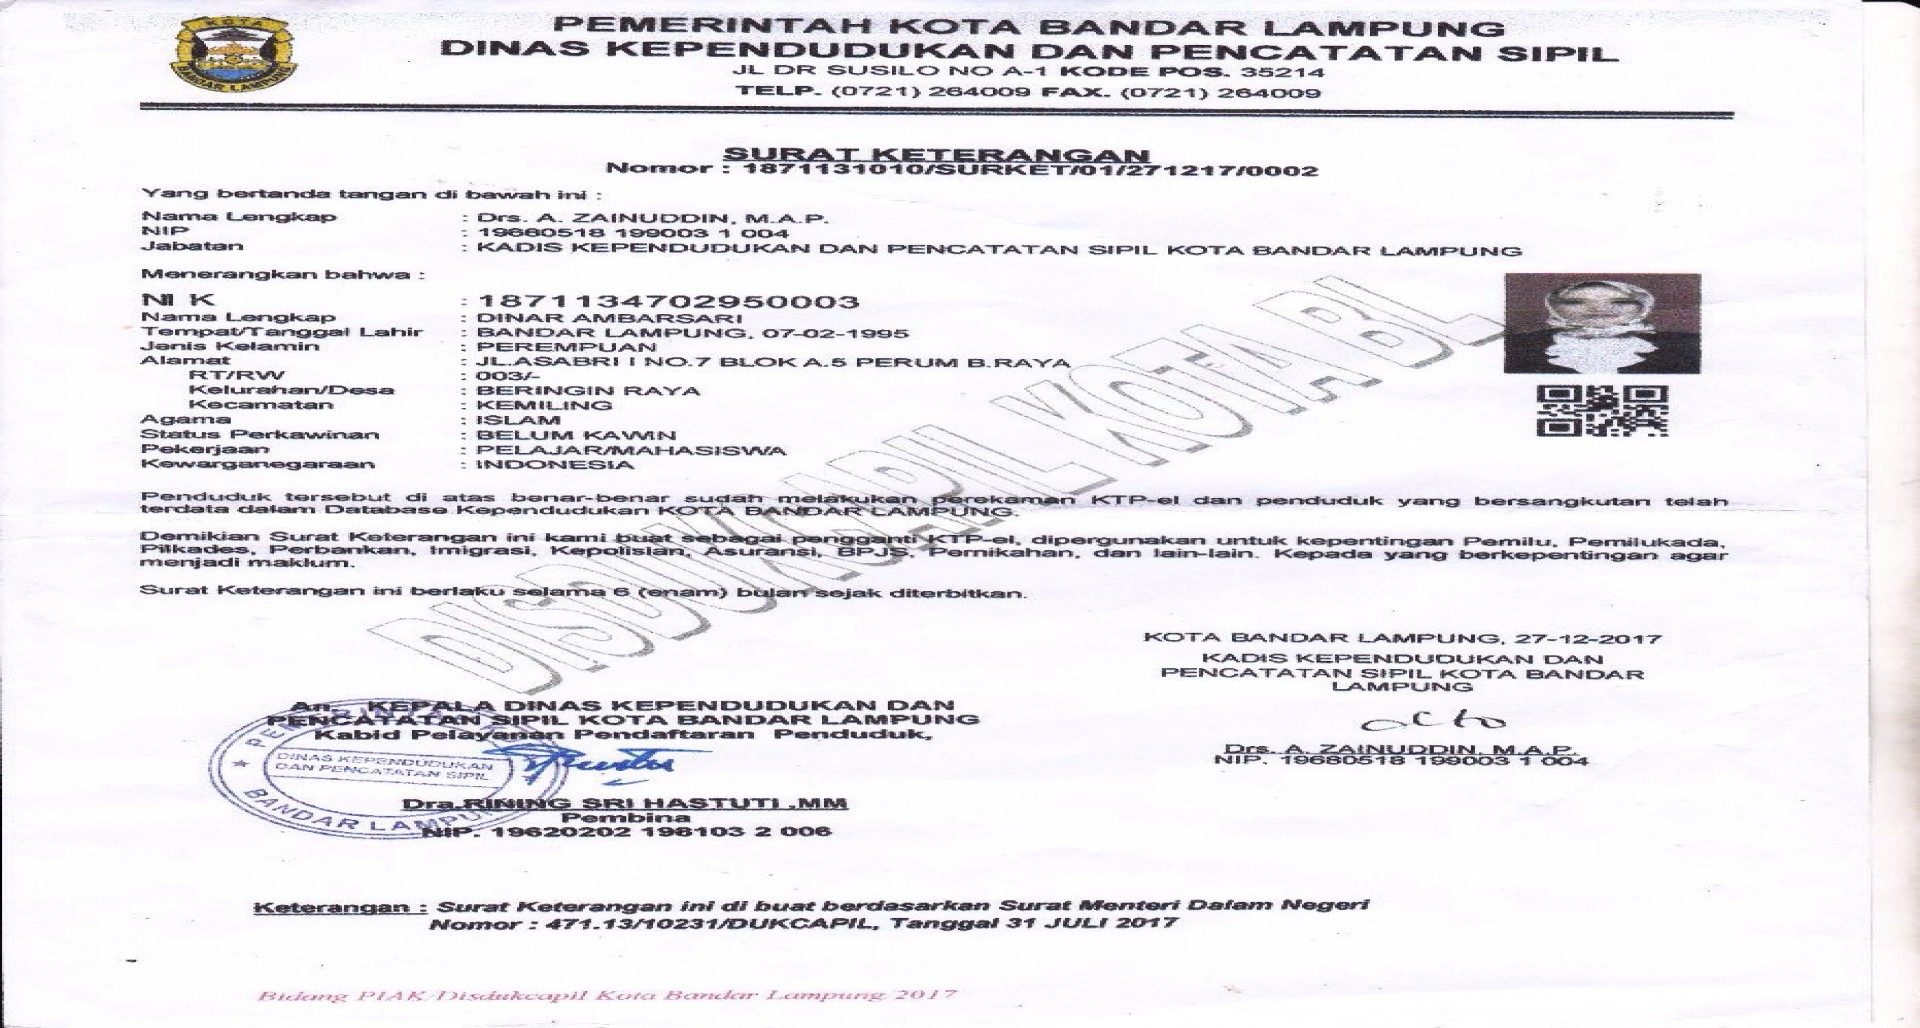 KOTA
BANDAR LAMPUNG
PEMERINTAH KOTA BANDAR LAMPUNG
DINAS KEPENDUDUKAN DAN PENCATATAN SIPIL
JL DR SUSILO NO A-1 KODE POS. 35214
TELP. (0721) 264009 FAX. (0721) 264009
SURAT KETERANGAN
Nomor : 1871131010/SURKET/01/271217/0002
Yang bertanda tangan di bawah ini :
Nama Lengkap : Drs. A. ZAINUDDIN, M.A.P.
NIP : 19680518 199003 1 004
Jabatan : KADIS KEPENDUDUKAN DAN PENCATATAN SIPIL KOTA BANDAR LAMPUNG
Menerangkan bahwa :
NIK : 1871134702950003
Nama Lengkap : DINAR AMBARSARI
Tempat/Tanggal Lahir : BANDAR LAMPUNG, 07-02-1995
Jenis Kelamin : PEREMPUAN
Alamat : JL.ASABRI I NO.7 BLOK A.5 PERUM B.RAYA
RT/RW : 003/-
Kelurahan/Desa : BERINGIN RAYA
Kecamatan : KEMILING
Agama : ISLAM
Status Perkawinan : BELUM KAWIN
Pekerjaan : PELAJAR/MAHASISWA
Kewarganegaraan : INDONESIA
Penduduk tersebut di atas benar-benar sudah melakukan perekaman KTP-el dan penduduk yang bersangkutan telah
terdata dalam Database Kependudukan KOTA BANDAR LAMPUNG.
Demikian Surat Keterangan ini kami buat sebagai pengganti KTP-el, dipergunakan untuk kepentingan Pemilu, Pemilukada,
Pilkades, Perbankan, Imigrasi, Kepolisian, Asuransi, BPJS, Pernikahan, dan lain-lain. Kepada yang berkepentingan agar
menjadi maklum.
Surat Keterangan ini berlaku selama 6 (enam) bulan sejak diterbitkan.
DISDUKCAPIL KOTA BL
KOTA BANDAR LAMPUNG, 27-12-2017
KADIS KEPENDUDUKAN DAN
PENCATATAN SIPIL KOTA BANDAR
LAMPUNG
Drs. A. ZAINUDDIN, M.A.P.
NIP. 19680518 199003 1 004
An. KEPALA DINAS KEPENDUDUKAN DAN
PENCATATAN SIPIL KOTA BANDAR LAMPUNG
Kabid Pelayanan Pendaftaran Penduduk,
DINAS KEPENDUDUKAN
DAN PENCATATAN SIPIL
BANDAR LAMPUNG
Dra.RINING SRI HASTUTI .MM
Pembina
NIP. 19620202 198103 2 006
Keterangan : Surat Keterangan ini di buat berdasarkan Surat Menteri Dalam Negeri
Nomor : 471.13/10231/DUKCAPIL, Tanggal 31 JULI 2017
Bidang PIAK Disdukcapil Kota Bandar Lampung 2017